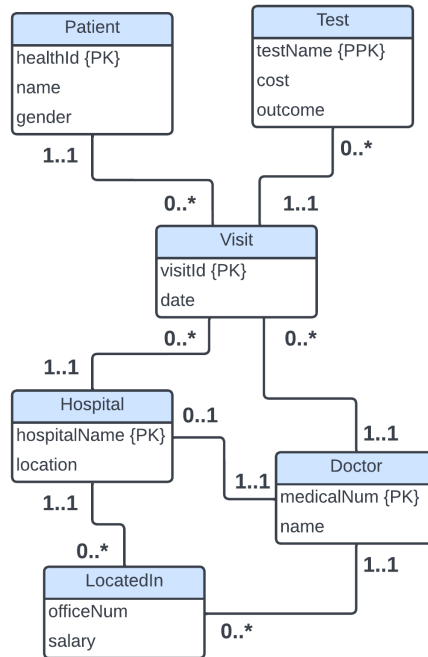 Patient
healthId {PK}
name
gender
Test
testName {PPK}
cost
outcome
1..1
0..*
0..*
1..1
Visit
visitId {PK}
date
0..*
0..*
1..1
Hospital
hospitalName {PK}
location
0..1
1..1
1..1
Doctor
medicalNum {PK}
name
1..1
0..*
1..1
LocatedIn
officeNum
salary
0..*